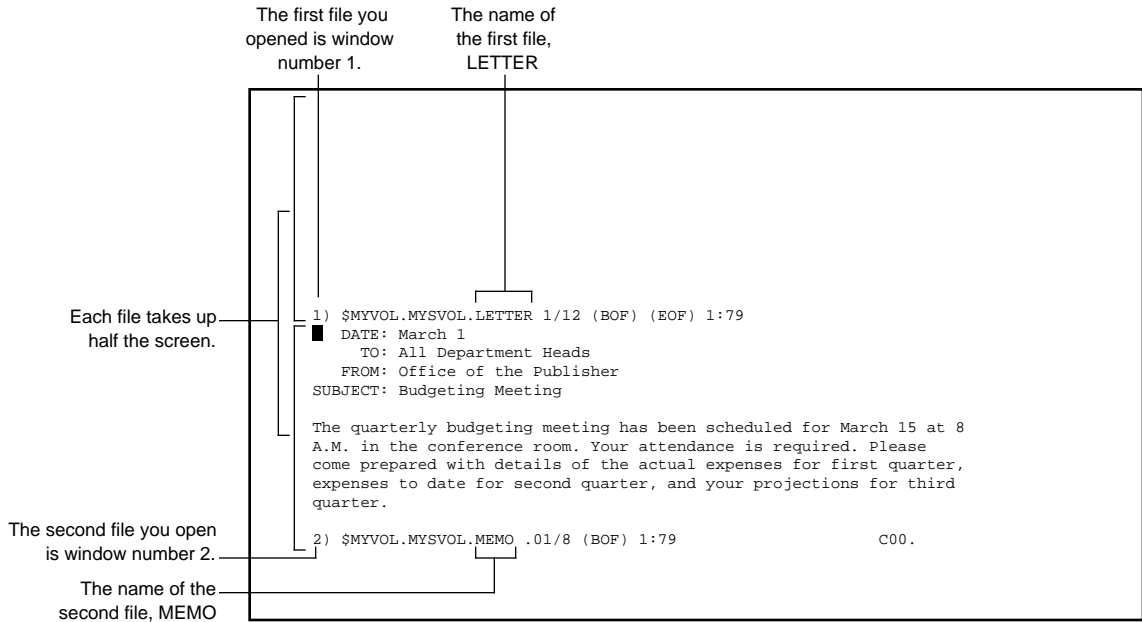 The first file you
opened is window
number 1.
The name of
the first file,
LETTER
Each file takes up
half the screen.
1) $MYVOL.MYSVOL.LETTER 1/12 (BOF) (EOF) 1:79
DATE: March 1
TO: All Department Heads
FROM: Office of the Publisher
SUBJECT: Budgeting Meeting
The quarterly budgeting meeting has been scheduled for March 15 at 8
A.M. in the conference room. Your attendance is required. Please
come prepared with details of the actual expenses for first quarter,
expenses to date for second quarter, and your projections for third
quarter.
The second file you open
is window number 2.
2) $MYVOL.MYSVOL.MEMO .01/8 (BOF) 1:79 C00.
The name of the
second file, MEMO